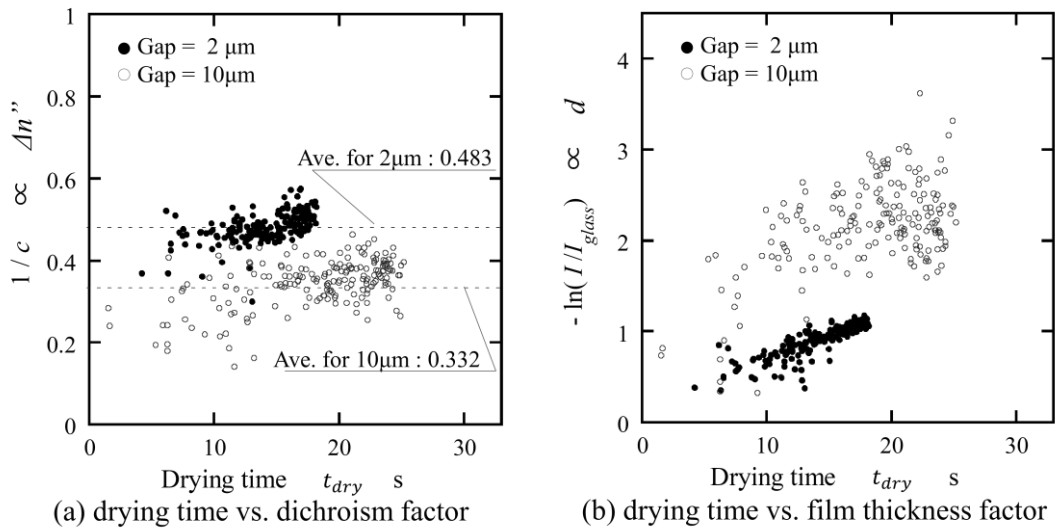 1
0.8
0.6
0.4
0.2
0
0 10 20 30
1 / c ∝ Δn”
● Gap = 2 μm
○ Gap = 10μm
Ave. for 2μm : 0.483
Ave. for 10μm : 0.332
Drying time t_dry s
(a) drying time vs. dichroism factor
4
3
2
1
0
0 10 20 30
- ln( I /I_glass) ∝ d
● Gap = 2 μm
○ Gap = 10μm
Drying time t_dry s
(b) drying time vs. film thickness factor